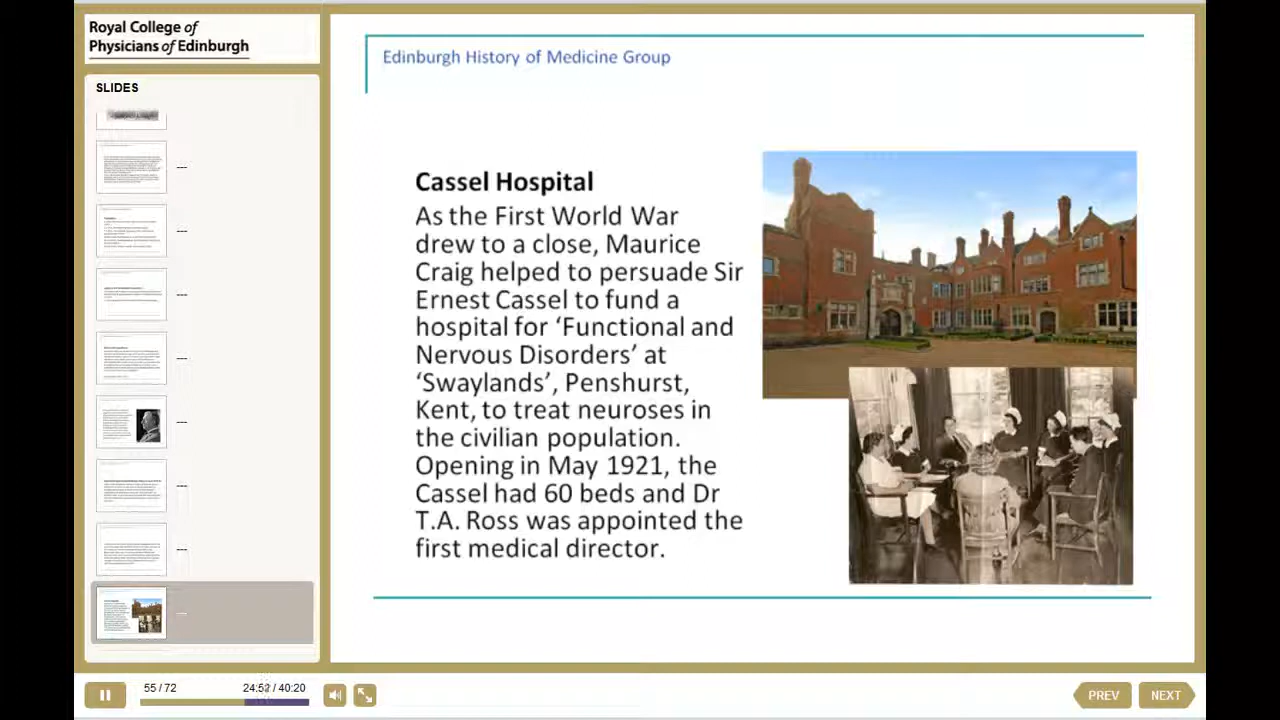 Royal College of
Physicians of Edinburgh
SLIDES
Edinburgh History of Medicine Group
Cassel Hospital
As the First World War
drew to a close, Maurice
Craig helped to persuade Sir
Ernest Cassel to fund a
hospital for ‘Functional and
Nervous Disorders’ at
‘Swaylands’, Penshurst,
Kent, to treat neuroses in
the civilian population.
Opening in May 1921, the
Cassel had 60 beds and Dr
T.A. Ross was appointed the
first medical director.
55 / 72
24:52 / 40:20
PREV
NEXT